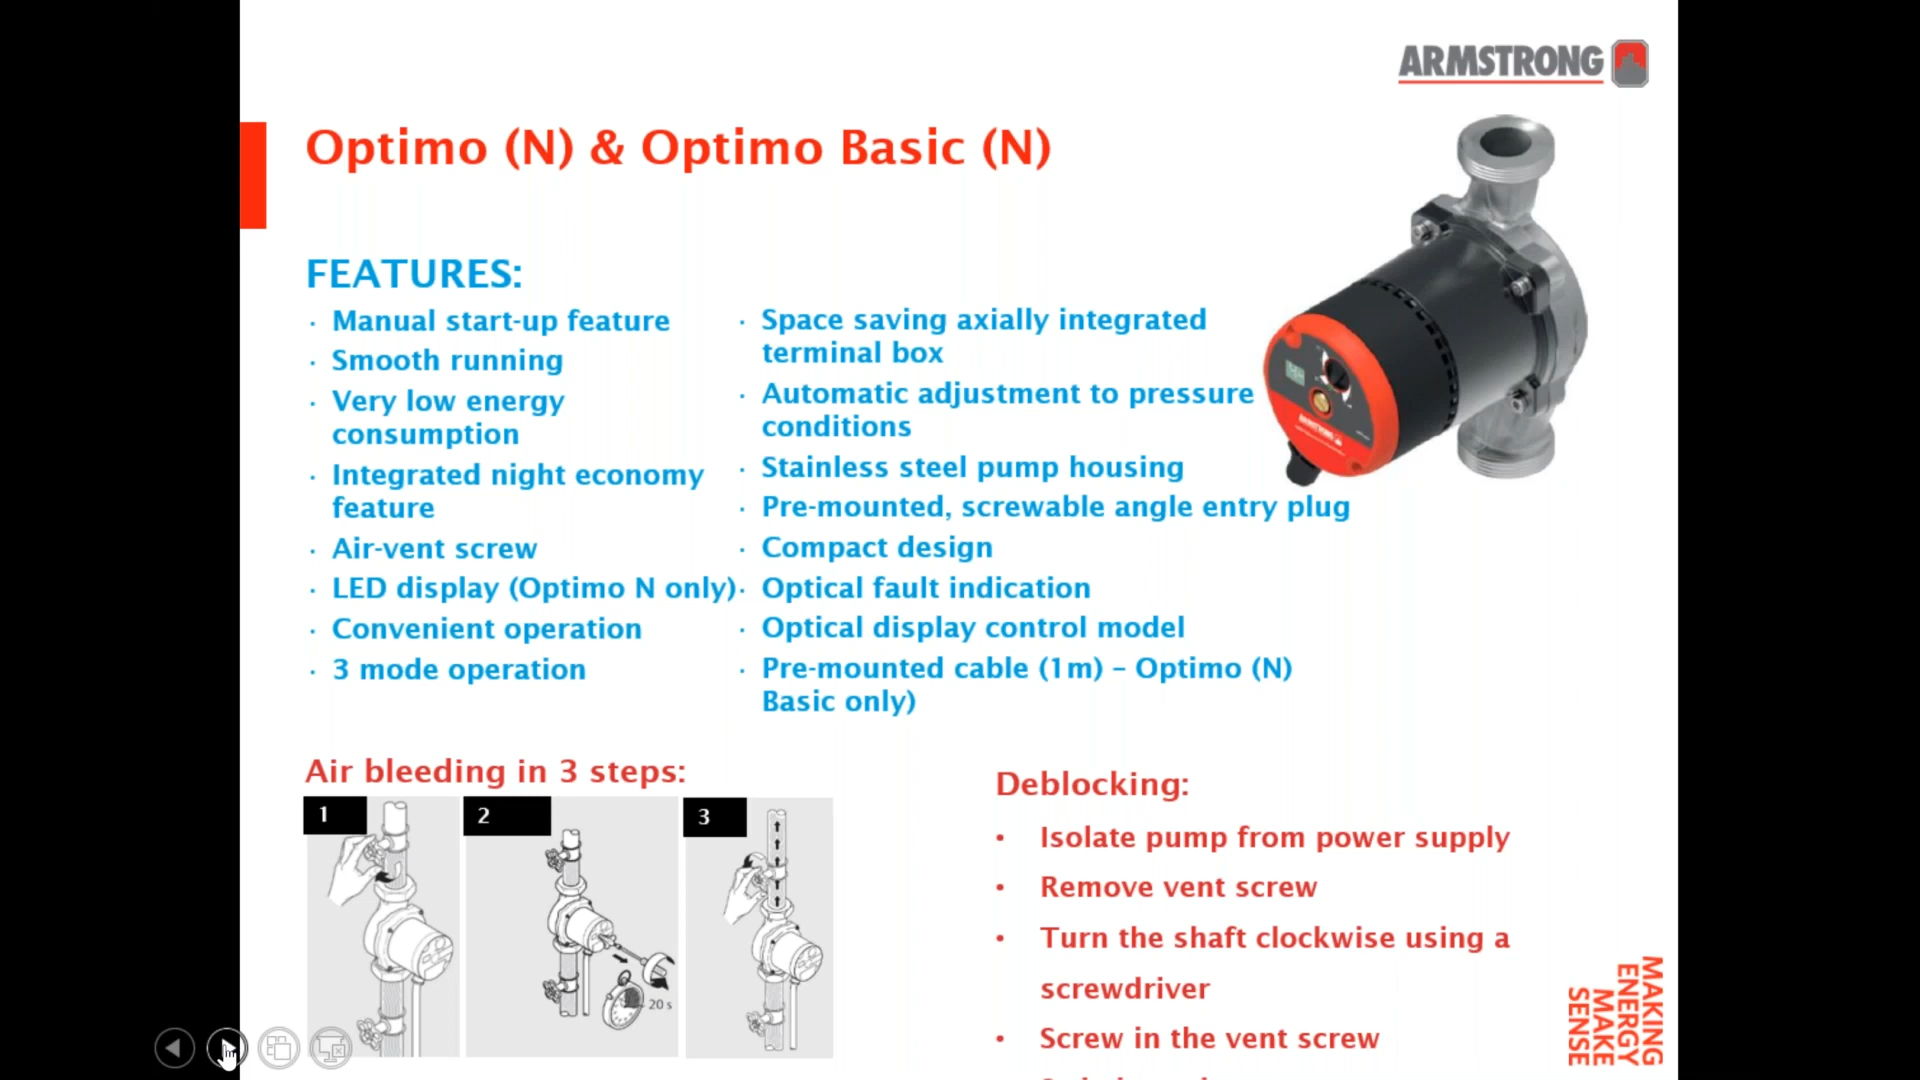 ARMSTRONG
Optimo (N) & Optimo Basic (N)
FEATURES:
· Manual start-up feature
· Smooth running
· Very low energy
consumption
· Integrated night economy
feature
· Air-vent screw
· LED display (Optimo N only)
· Convenient operation
· 3 mode operation
· Space saving axially integrated
terminal box
· Automatic adjustment to pressure
conditions
· Stainless steel pump housing
· Pre-mounted, screwable angle entry plug
· Compact design
· Optical fault indication
· Optical display control model
· Pre-mounted cable (1m) – Optimo (N)
Basic only)
ARMSTRONG
Air bleeding in 3 steps:
1
2
3
20 s
Deblocking:
• Isolate pump from power supply
• Remove vent screw
• Turn the shaft clockwise using a
screwdriver
• Screw in the vent screw
MAKING
ENERGY
MAKE
SENSE